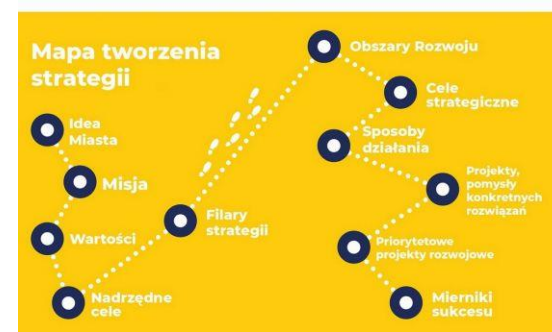 Mapa tworzenia
strategii
Idea
Miasta
Misja
Wartości
Nadrzędne
cele
Filary
strategii
Obszary Rozwoju
Cele
strategiczne
Sposoby
działania
Projekty,
pomysły
konkretnych
rozwiązań
Priorytetowe
projekty rozwojowe
Mierniki
sukcesu